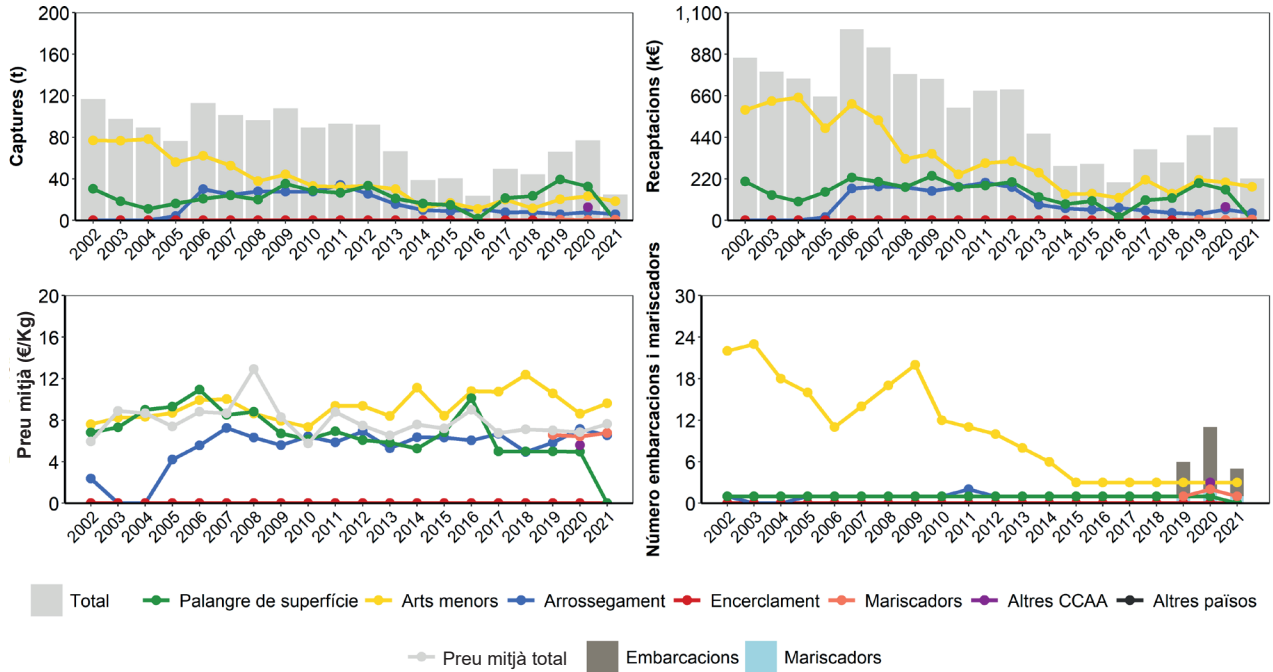 Captures (t)
200
160
120
80
40
0
2002 2003 2004 2005 2006 2007 2008 2009 2010 2011 2012 2013 2014 2015 2016 2017 2018 2019 2020 2021
Recaptacions (k€)
1,100
880
660
440
220
0
2002 2003 2004 2005 2006 2007 2008 2009 2010 2011 2012 2013 2014 2015 2016 2017 2018 2019 2020 2021
Preu mitjà (€/Kg)
20
16
12
8
4
0
2002 2003 2004 2005 2006 2007 2008 2009 2010 2011 2012 2013 2014 2015 2016 2017 2018 2019 2020 2021
Número embarcacions i mariscadors
30
24
18
12
6
0
2002 2003 2004 2005 2006 2007 2008 2009 2010 2011 2012 2013 2014 2015 2016 2017 2018 2019 2020 2021
Total Palangre de superfície Arts menors Arrossegament Encerclament Mariscadors Altres CCAA Altres països
Preu mitjà total Embarcacions Mariscadors